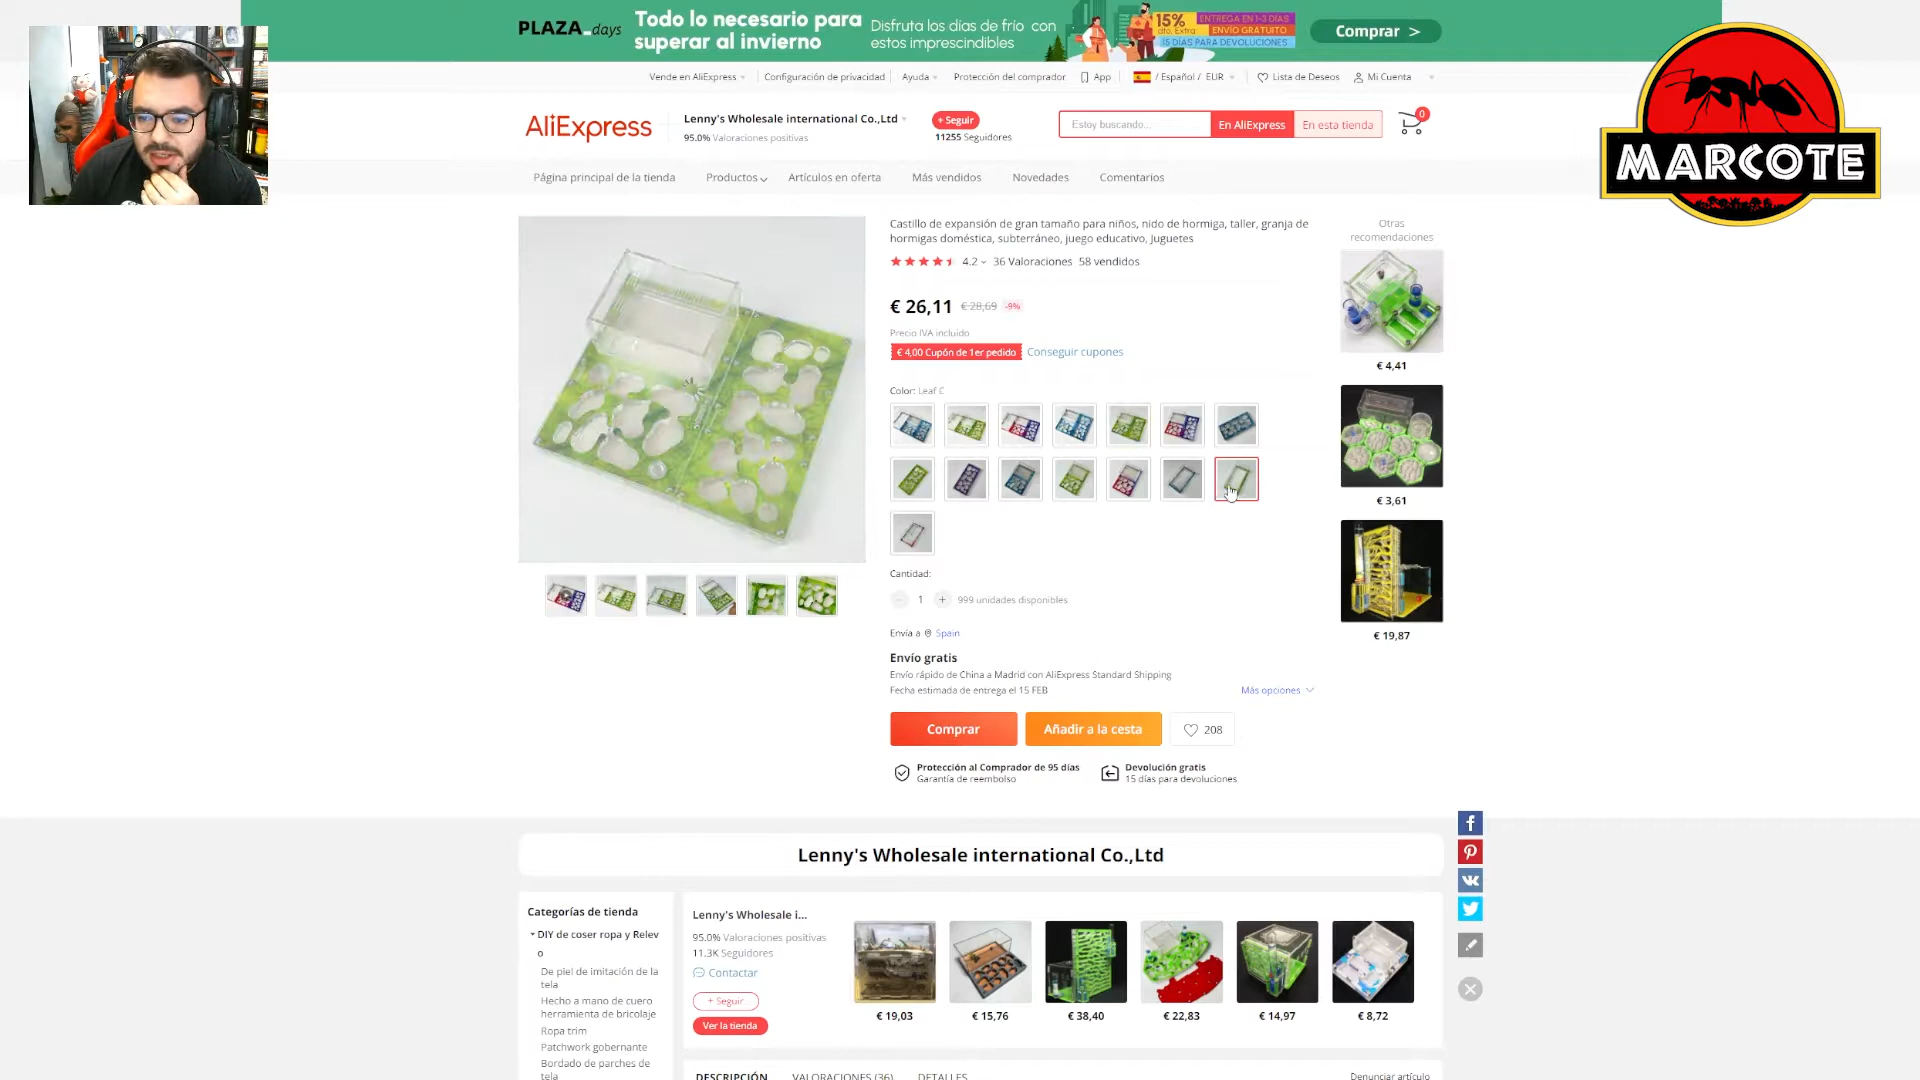 PLAZA_days
Todo lo necesario para
superar al invierno
Disfruta los días de frío con
estos imprescindibles
15%
dto. Extra
ENTREGA EN 1-3 DÍAS
ENVÍO GRATUITO
15 DÍAS PARA DEVOLUCIONES
Comprar >
Vende en AliExpress
Configuración de privacidad
Ayuda
Protección del comprador
App
/ Español / EUR
Lista de Deseos
Mi Cuenta
AliExpress
Lenny's Wholesale international Co.,Ltd
95.0% Valoraciones positivas
+ Seguir
11255 Seguidores
Estoy buscando...
En AliExpress
En esta tienda
0
MARCOTE
Página principal de la tienda
Productos
Artículos en oferta
Más vendidos
Novedades
Comentarios
Castillo de expansión de gran tamaño para niños, nido de hormiga, taller, granja de
hormigas doméstica, subterráneo, juego educativo, Juguetes
4.2
36 Valoraciones
58 vendidos
€ 26,11
€ 28,69
-9%
Precio IVA incluido
€ 4,00 Cupón de 1er pedido
Conseguir cupones
Color: Leaf C
Cantidad:
1
+
999 unidades disponibles
Envía a
Spain
Envío gratis
Envío rápido de China a Madrid con AliExpress Standard Shipping
Fecha estimada de entrega el 15 FEB
Más opciones
Comprar
Añadir a la cesta
208
Protección al Comprador de 95 días
Garantía de reembolso
Devolución gratis
15 días para devoluciones
Otras
recomendaciones
€ 4,41
€ 3,61
€ 19,87
Lenny's Wholesale international Co.,Ltd
Categorías de tienda
DIY de coser ropa y Relev
o
De piel de imitación de la
tela
Hecho a mano de cuero
herramienta de bricolaje
Ropa trim
Patchwork gobernante
Bordado de parches de
tela
Lenny's Wholesale i...
95.0% Valoraciones positivas
11.3K Seguidores
Contactar
+ Seguir
Ver la tienda
€ 19,03
€ 15,76
€ 38,40
€ 22,83
€ 14,97
€ 8,72
DESCRIPCIÓN
VALORACIONES (36)
DETALLES
Denunciar artículo